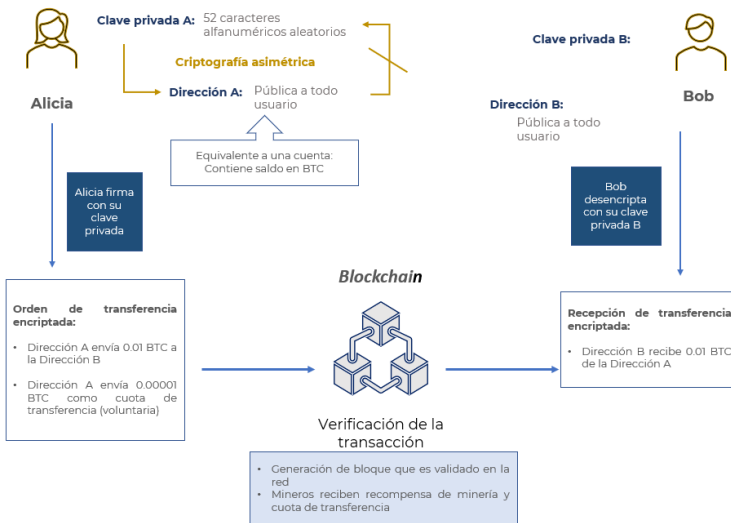 Clave privada A: 52 caracteres
alfanuméricos aleatorios
Criptografía asimétrica
Dirección A: Pública a todo
usuario
Alicia
Equivalente a una cuenta:
Contiene saldo en BTC
Clave privada B:
Dirección B:
Pública a todo
usuario
Bob
Alicia firma
con su
clave
privada
Bob
desencripta
con su clave
privada B
Orden de transferencia
encriptada:
• Dirección A envía 0.01 BTC a
la Dirección B
• Dirección A envía 0.00001
BTC como cuota de
transferencia (voluntaria)
Blockchain
Verificación de la
transacción
• Generación de bloque que es validado en la
red
• Mineros reciben recompensa de minería y
cuota de transferencia
Recepción de transferencia
encriptada:
• Dirección B recibe 0.01 BTC
de la Dirección A